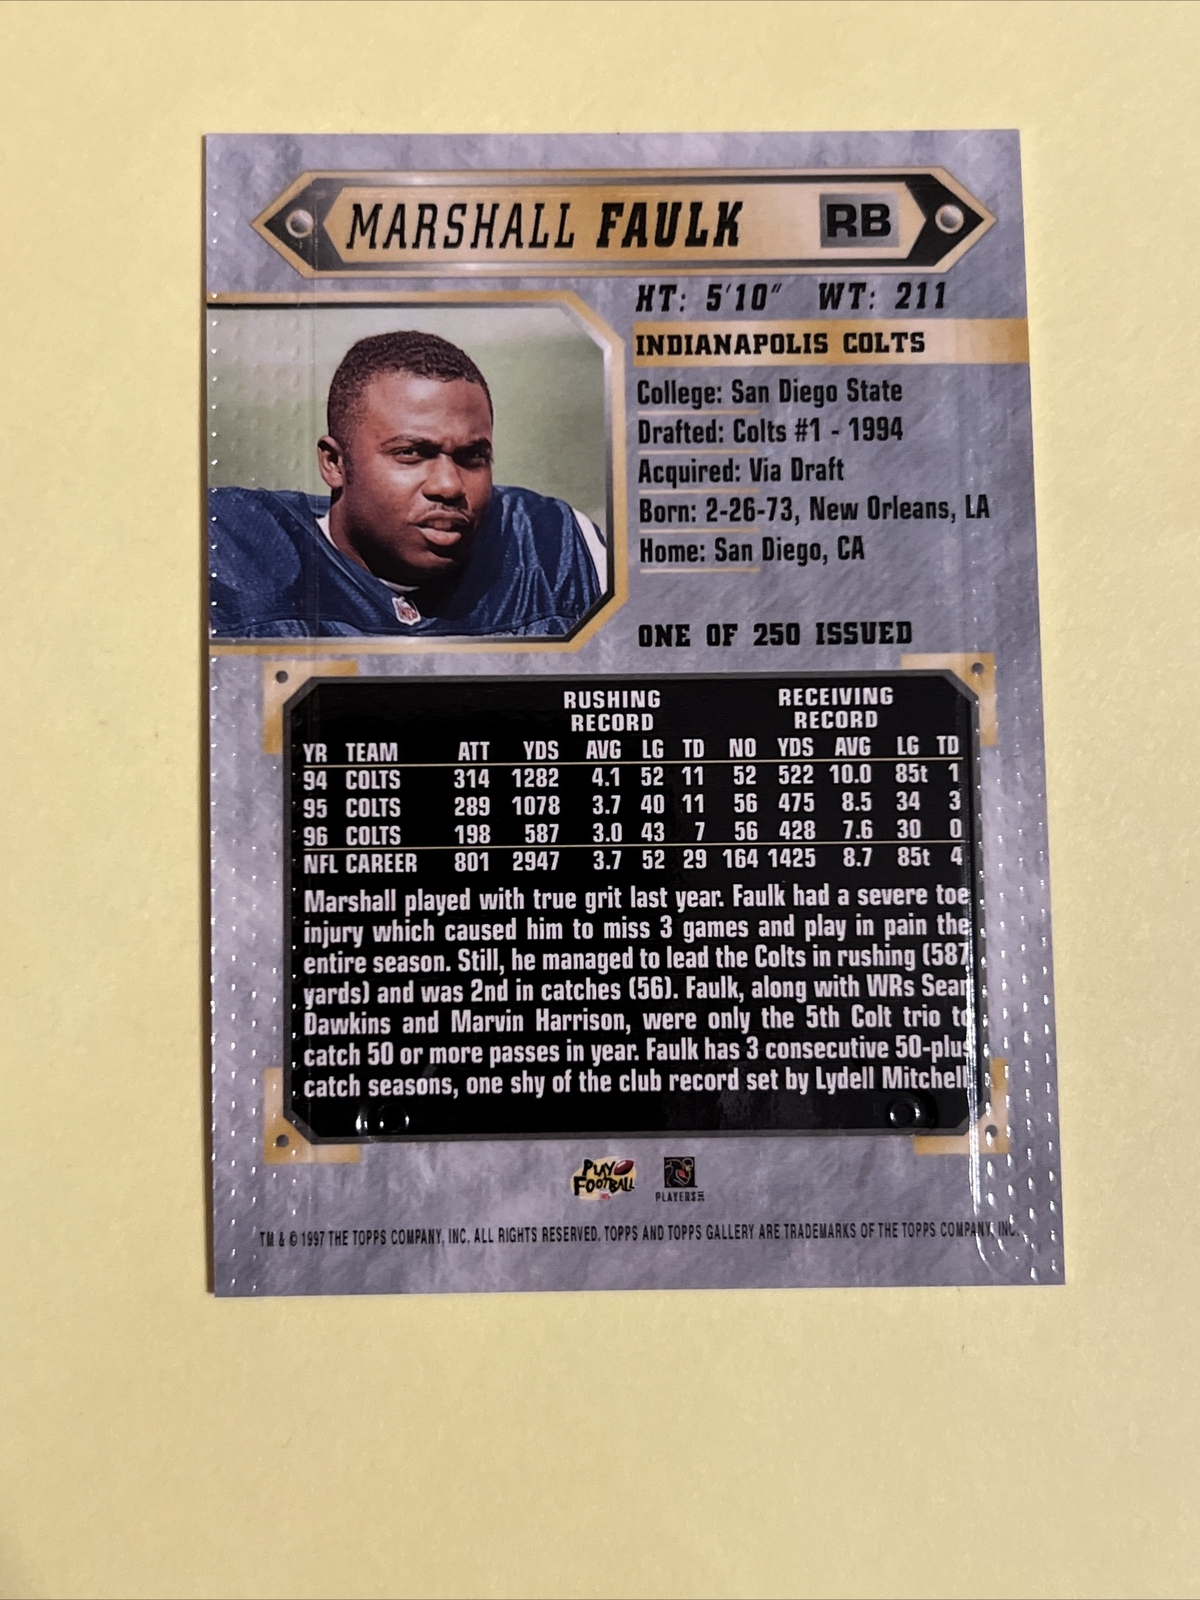 MARSHALL FAULK RB
HT: 5'10" WT: 211
INDIANAPOLIS COLTS
College: San Diego State
Drafted: Colts #1 - 1994
Acquired: Via Draft
Born: 2-26-73, New Orleans, LA
Home: San Diego, CA
ONE OF 250 ISSUED
RUSHING RECEIVING
RECORD RECORD
YR TEAM ATT YDS AVG LG TD NO YDS AVG LG TD
94 COLTS 314 1282 4.1 52 11 52 522 10.0 85t 1
95 COLTS 289 1078 3.7 40 11 56 475 8.5 34 3
96 COLTS 198 587 3.0 43 7 56 428 7.6 30 0
NFL CAREER 801 2947 3.7 52 29 164 1425 8.7 85t 4
Marshall played with true grit last year. Faulk had a severe toe
injury which caused him to miss 3 games and play in pain the
entire season. Still, he managed to lead the Colts in rushing (587
yards) and was 2nd in catches (56). Faulk, along with WRs Sean
Dawkins and Marvin Harrison, were only the 5th Colt trio to
catch 50 or more passes in year. Faulk has 3 consecutive 50-plus
catch seasons, one shy of the club record set by Lydell Mitchell.
PLAY
FOOTBALL
PLAYERS INC
TM & © 1997 THE TOPPS COMPANY, INC. ALL RIGHTS RESERVED. TOPPS AND TOPPS GALLERY ARE TRADEMARKS OF THE TOPPS COMPANY, INC.